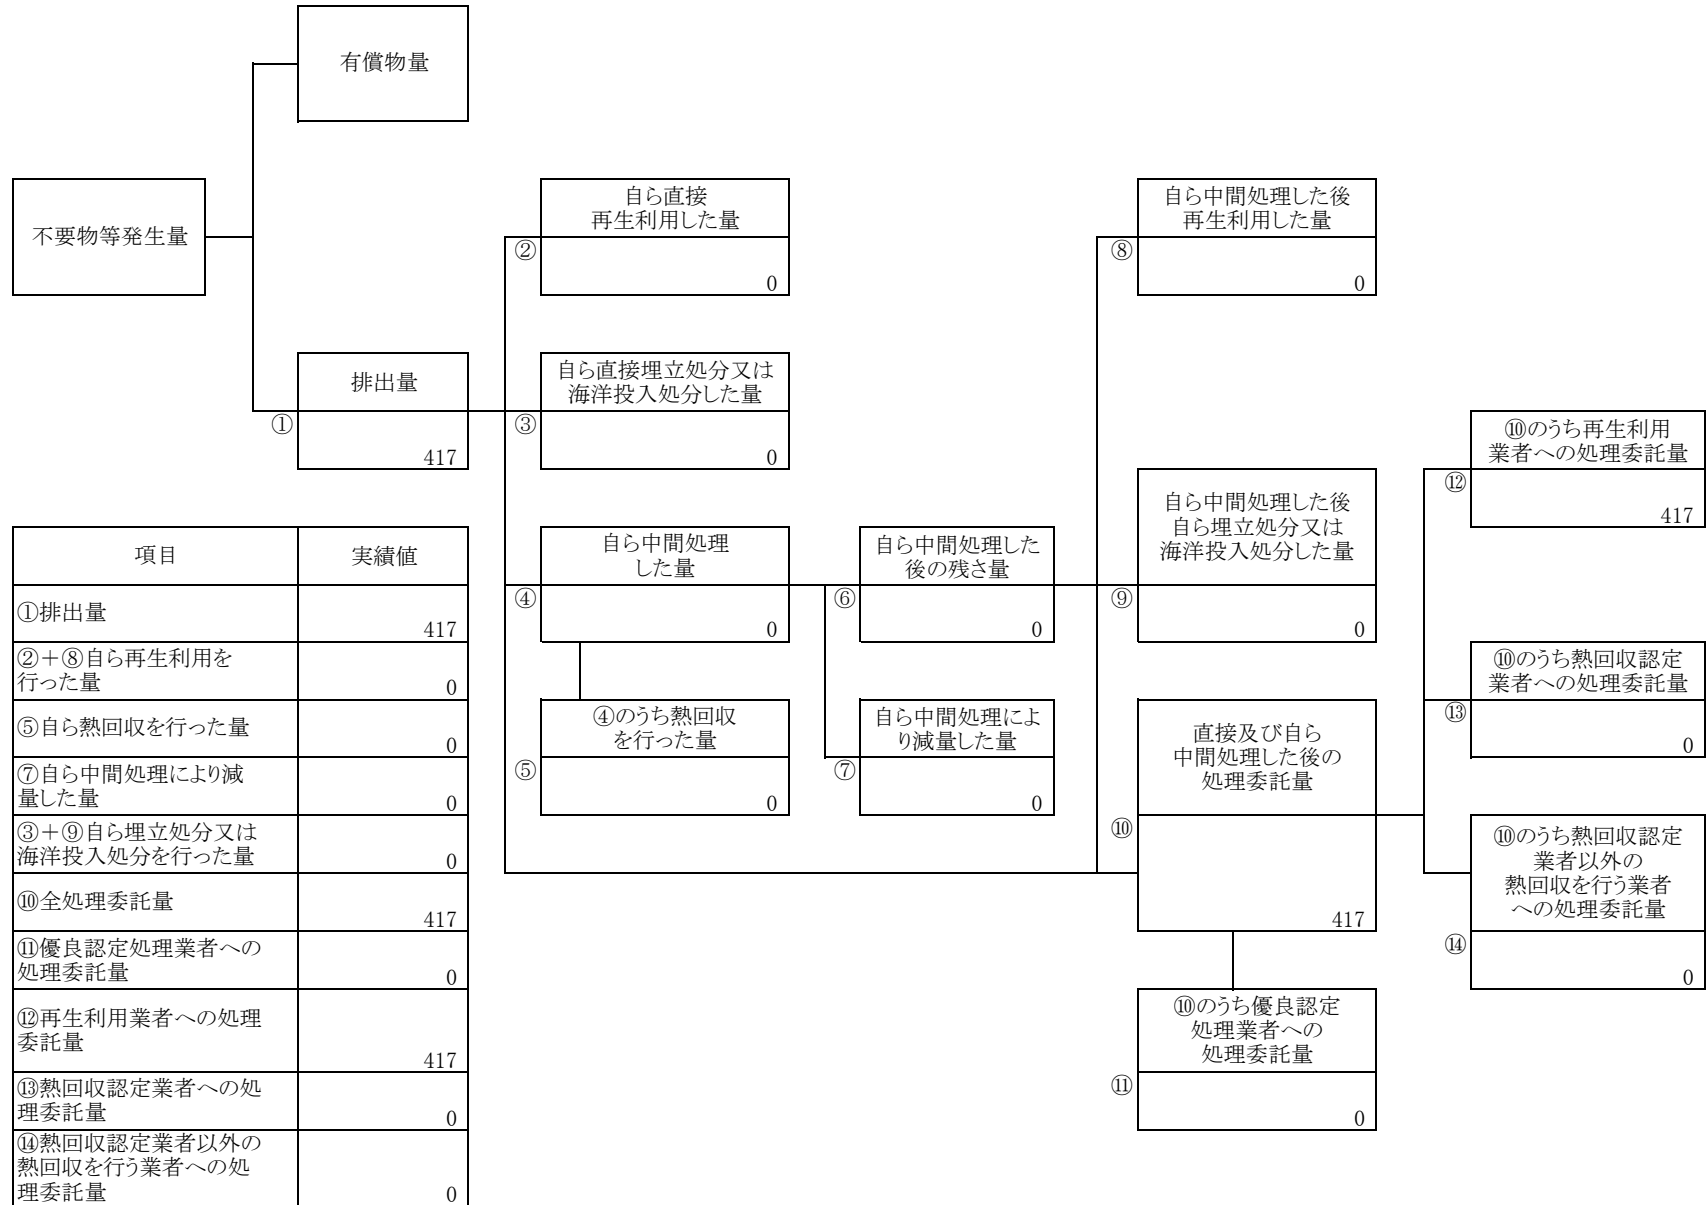 有償物量
不要物等発生量
自ら直接
再生利用した量
②
0
自ら中間処理した後
再生利用した量
⑧
0
排出量
①
417
自ら直接埋立処分又は
海洋投入処分した量
③
0
自ら中間処理
した量
④
0
自ら中間処理した
後の残さ量
⑥
0
自ら中間処理した後
自ら埋立処分又は
海洋投入処分した量
⑨
0
⑩のうち再生利用
業者への処理委託量
⑫
417
⑩のうち熱回収認定
業者への処理委託量
⑬
0
④のうち熱回収
を行った量
⑤
0
自ら中間処理によ
り減量した量
⑦
0
直接及び自ら
中間処理した後の
処理委託量
⑩
417
⑩のうち熱回収認定
業者以外の
熱回収を行う業者
への処理委託量
⑭
0
⑩のうち優良認定
処理業者への
処理委託量
⑪
0
項目 実績値
①排出量
417
②+⑧自ら再生利用を
行った量
0
⑤自ら熱回収を行った量
0
⑦自ら中間処理により減
量した量
0
③+⑨自ら埋立処分又は
海洋投入処分を行った量
0
⑩全処理委託量
417
⑪優良認定処理業者への
処理委託量
0
⑫再生利用業者への処理
委託量
417
⑬熱回収認定業者への処
理委託量
0
⑭熱回収認定業者以外の
熱回収を行う業者への処
理委託量
0